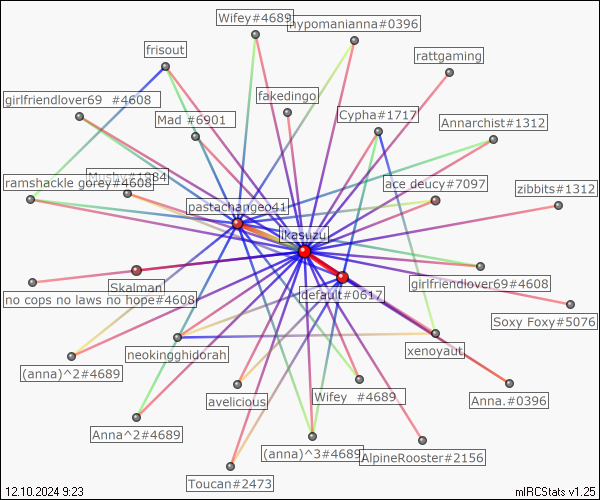 Wifey#4689
hypomanianna#0396
frisout
rattgaming
girlfriendlover69 #4608
fakedingo
Mad #6901
Cypha#1717
Annarchist#1312
Mushy#1984
ramshackle gorey#4608
ace deucy#7097
zibbits#1312
pastachangeo41
ikasuzu
Skalman
girlfriendlover69#4608
default#0617
no cops no laws no hope#4608
Soxy Foxy#5076
neokingghidorah
xenoyaut
(anna)^2#4689
avelicious
Wifey #4689
Anna.#0396
Anna^2#4689
(anna)^3#4689
AlpineRooster#2156
Toucan#2473
12.10.2024 9:23
mIRCStats v1.25